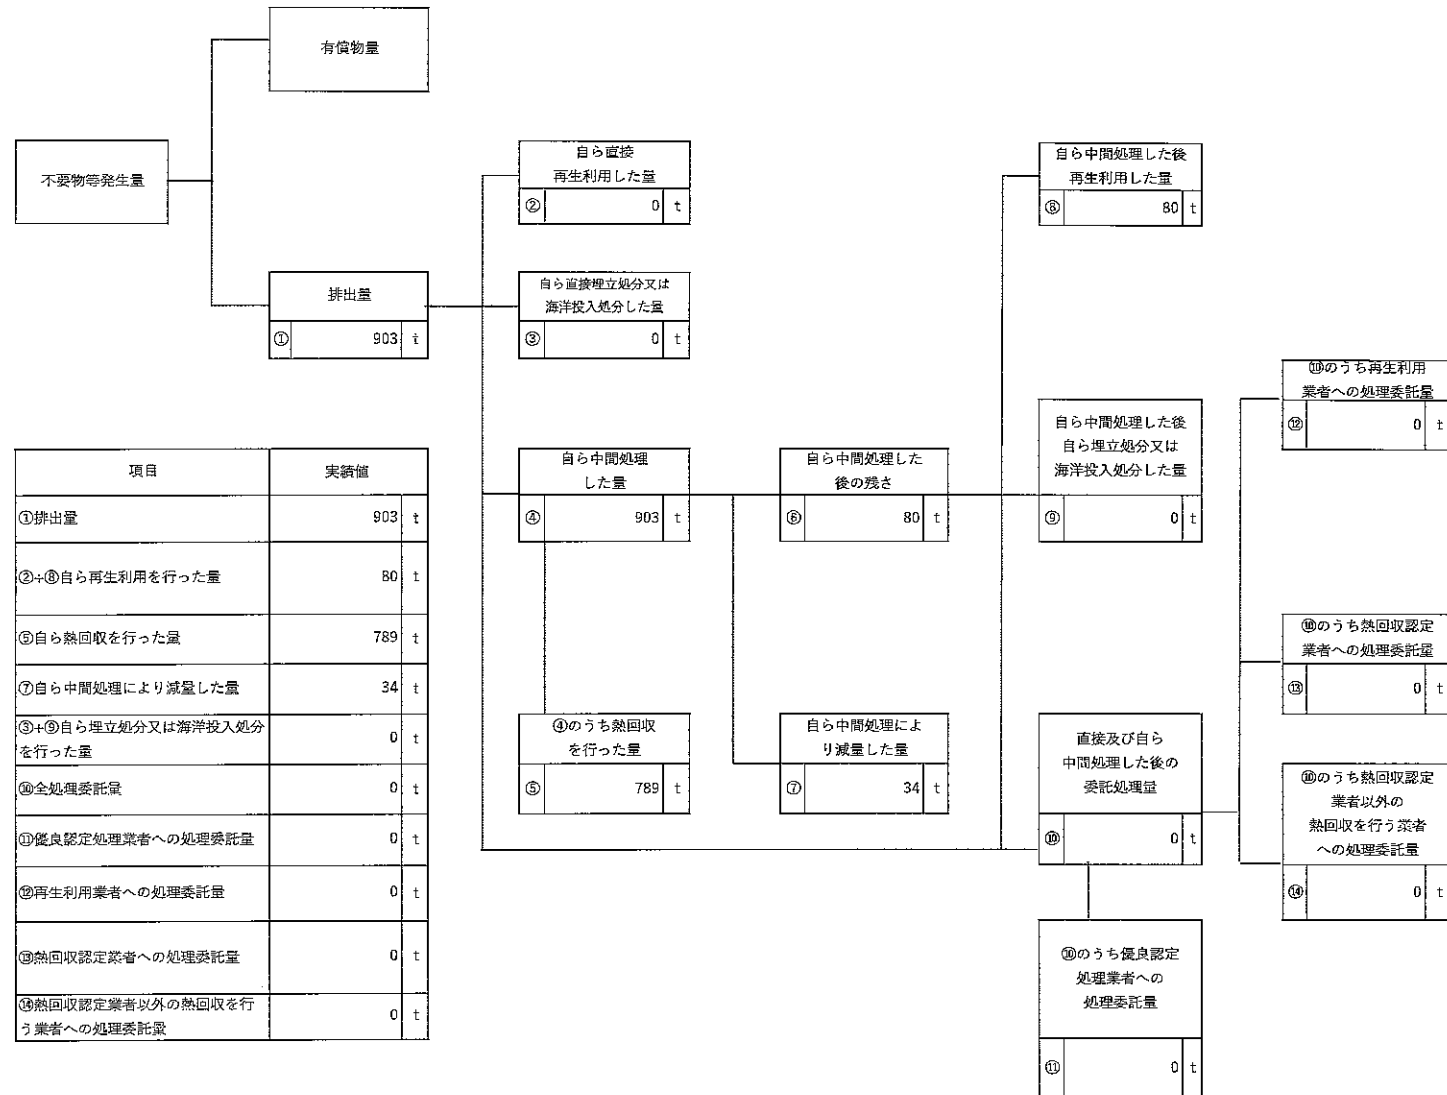 有償物量
不要物等発生量
排出量
① 903 t
自ら直接
再生利用した量
② 0 t
自ら直接埋立処分又は
海洋投入処分した量
③ 0 t
自ら中間処理
した量
④ 903 t
④のうち熱回収
を行った量
⑤ 789 t
自ら中間処理した
後の残さ
⑥ 80 t
自ら中間処理によ
り減量した量
⑦ 34 t
自ら中間処理した後
再生利用した量
⑧ 80 t
自ら中間処理した後
自ら埋立処分又は
海洋投入処分した量
⑨ 0 t
直接及び自ら
中間処理した後の
委託処理量
⑩ 0 t
⑩のうち優良認定
処理業者への
処理委託量
⑪ 0 t
⑩のうち再生利用
業者への処理委託量
⑫ 0 t
⑩のうち熱回収認定
業者への処理委託量
⑬ 0 t
⑩のうち熱回収認定
業者以外の
熱回収を行う業者
への処理委託量
⑭ 0 t
項目 実績値
①排出量 903 t
②+⑧自ら再生利用を行った量 80 t
⑤自ら熱回収を行った量 789 t
⑦自ら中間処理により減量した量 34 t
③+⑨自ら埋立処分又は海洋投入処分
を行った量 0 t
⑩全処理委託量 0 t
⑪優良認定処理業者への処理委託量 0 t
⑫再生利用業者への処理委託量 0 t
⑬熱回収認定業者への処理委託量 0 t
⑭熱回収認定業者以外の熱回収を行
う業者への処理委託量 0 t